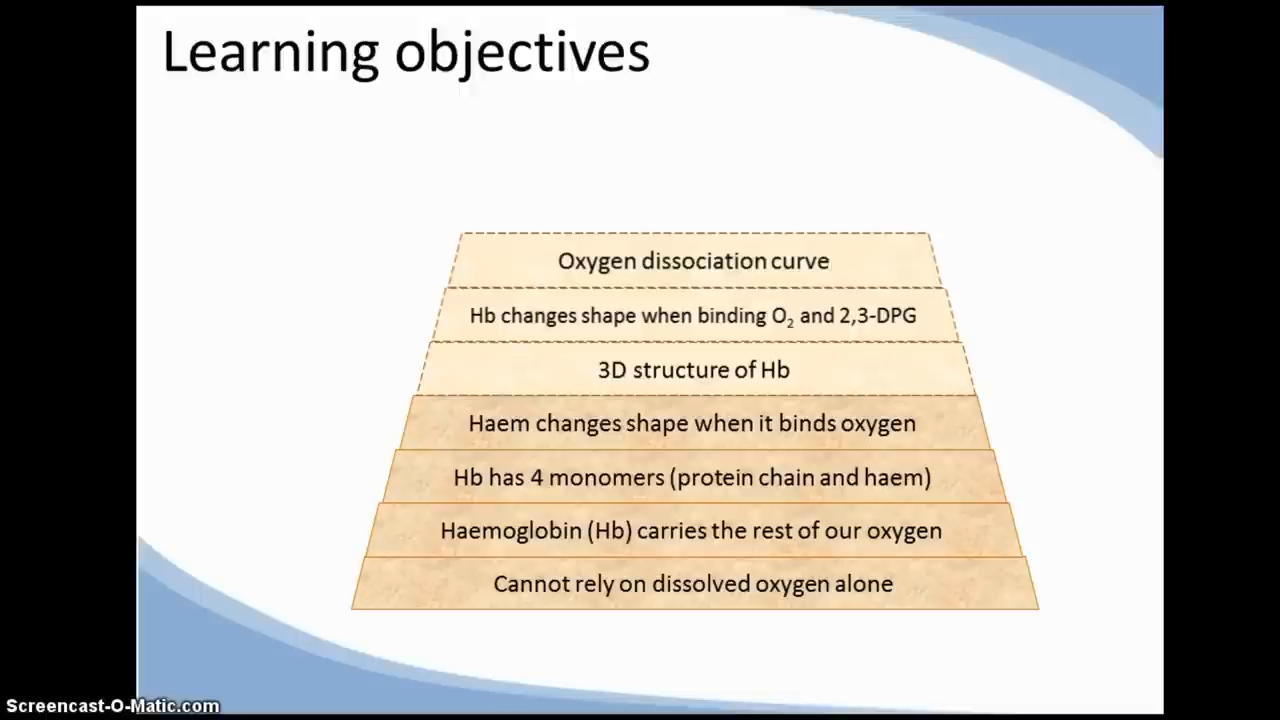 Learning objectives
Oxygen dissociation curve
Hb changes shape when binding O₂ and 2,3-DPG
3D structure of Hb
Haem changes shape when it binds oxygen
Hb has 4 monomers (protein chain and haem)
Haemoglobin (Hb) carries the rest of our oxygen
Cannot rely on dissolved oxygen alone
Screencast-O-Matic.com